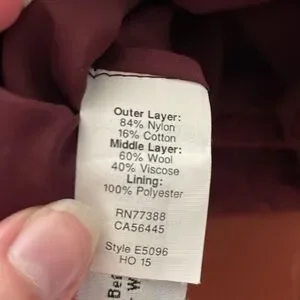 Outer Layer:
84% Nylon
16% Cotton
Middle Layer:
60% Wool
40% Viscose
Lining:
100% Polyester
RN77388
CA56445
Style E5096
HO 15